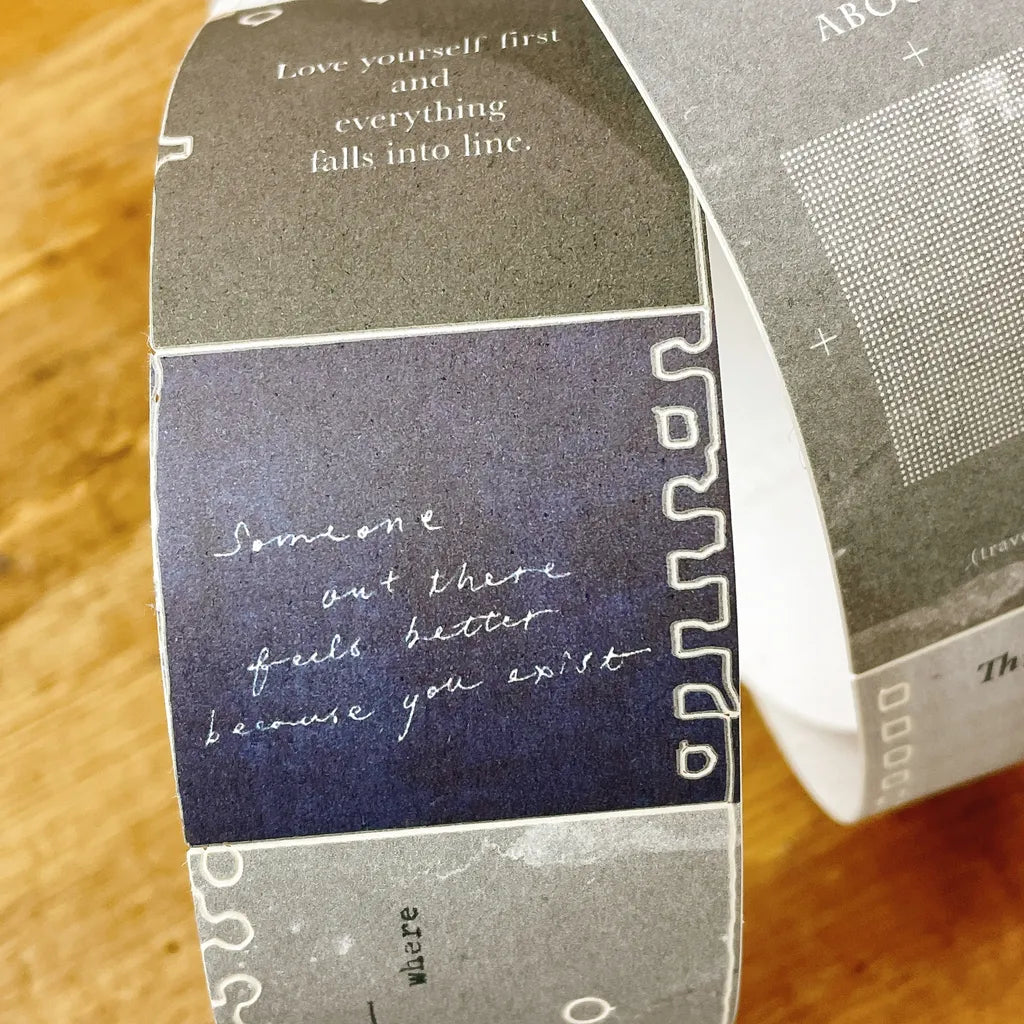 Love yourself first
and
everything
falls into line.
Someone
out there
feels better
because you exist
where